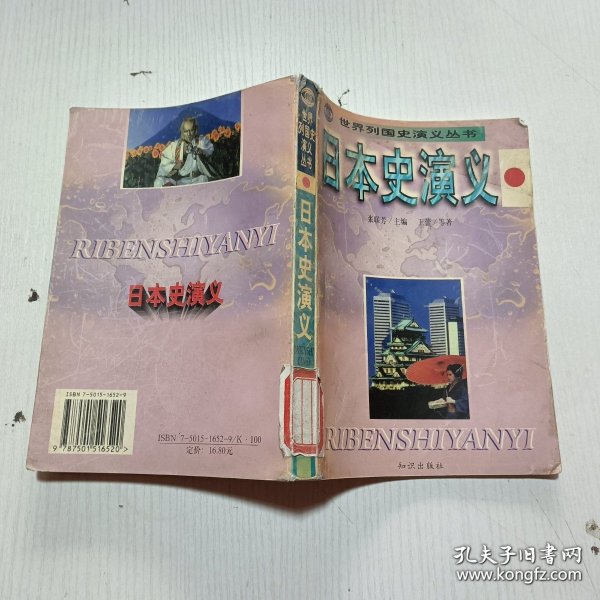 世界列国史演义丛书
日本史演义
张联芳/主编 王蕾/等著
RIBENSHIYANYI
知识出版社
世界列国史演义丛书
日本史演义
RIBENSHIYANYI
日本史演义
ISBN 7-5015-1652-9
9 787501 516520 >
ISBN 7-5015-1652-9/K·100
定价: 16.80元
孔夫子旧书网
www.kongfz.com